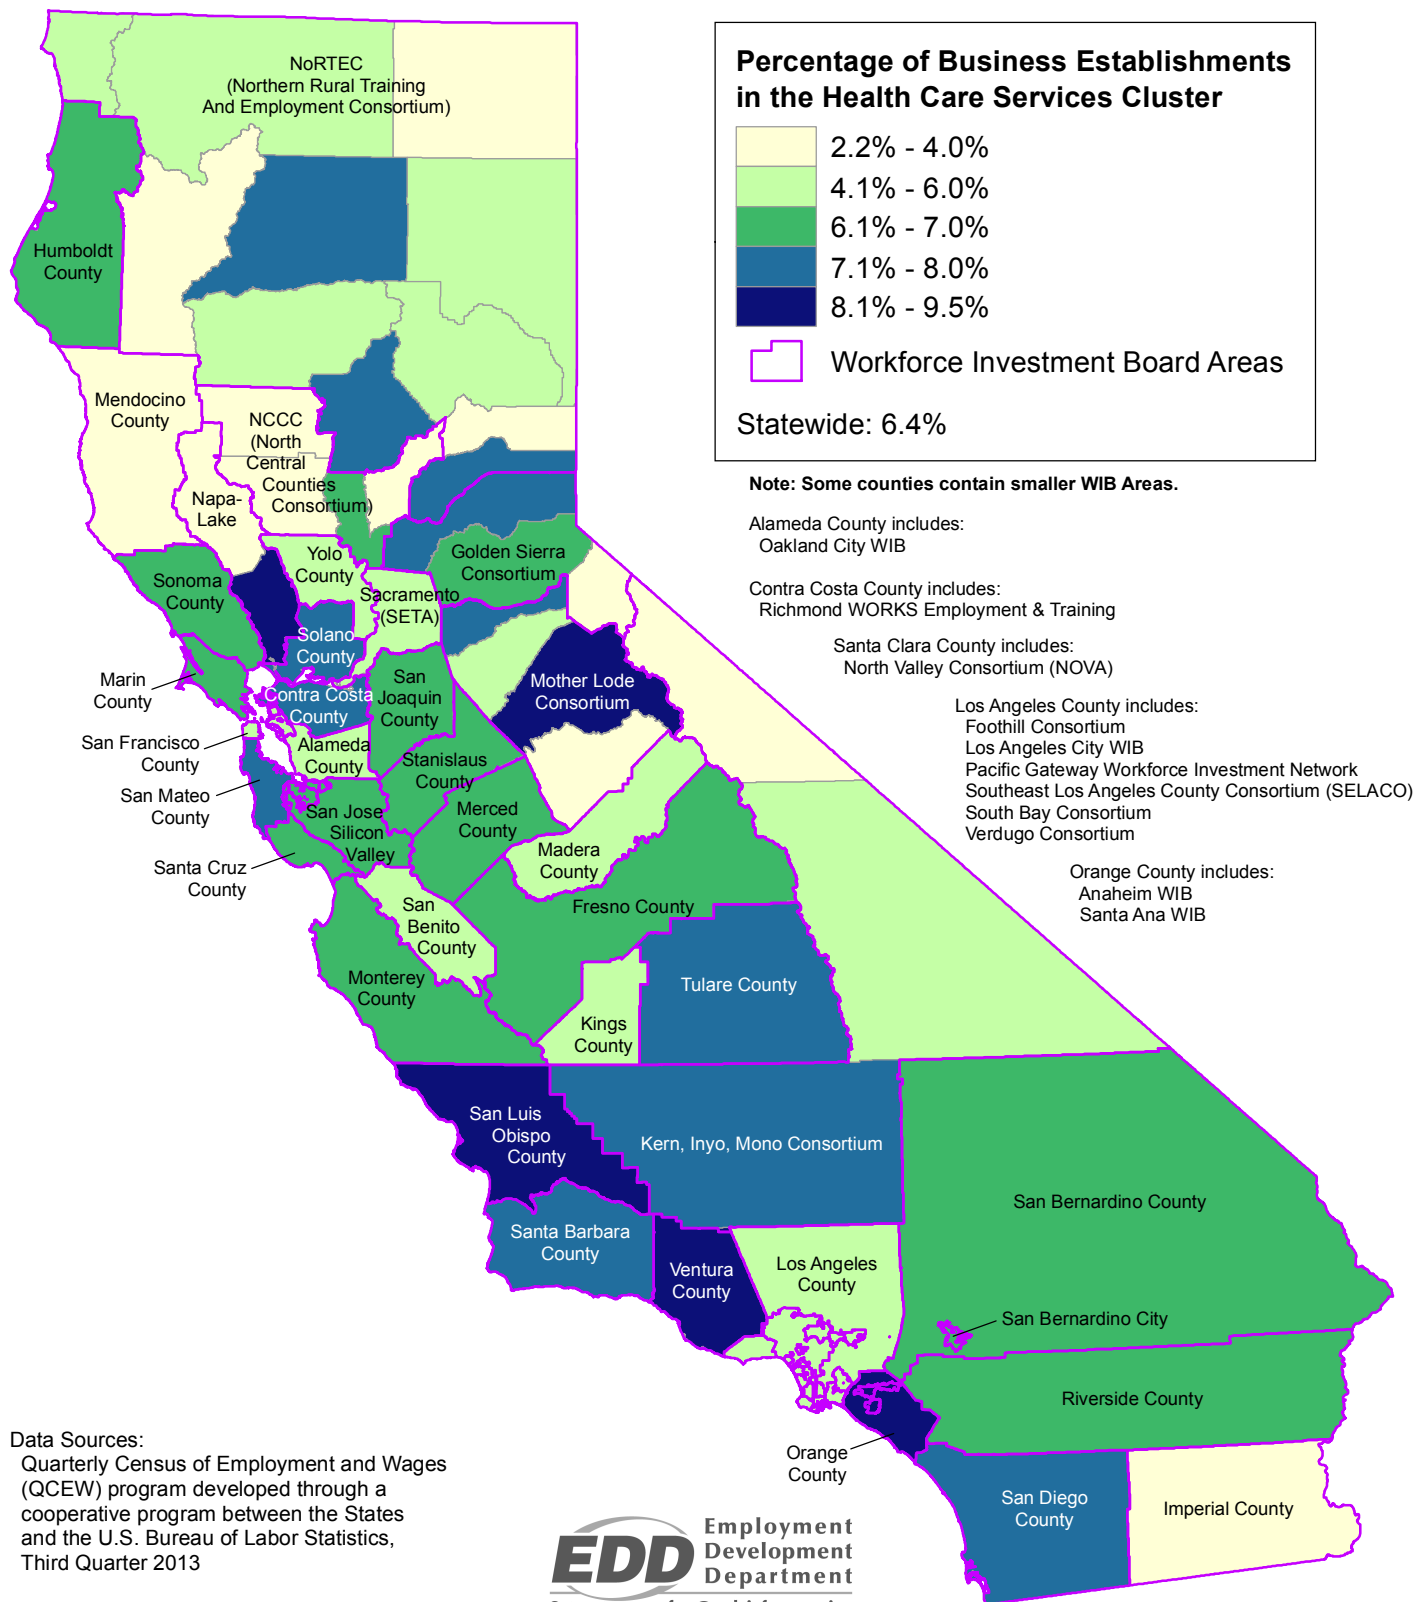 Percentage of Business Establishments
in the Health Care Services Cluster
2.2% - 4.0%
4.1% - 6.0%
6.1% - 7.0%
7.1% - 8.0%
8.1% - 9.5%
Workforce Investment Board Areas
Statewide: 6.4%
Note: Some counties contain smaller WIB Areas.
Alameda County includes:
Oakland City WIB
Contra Costa County includes:
Richmond WORKS Employment & Training
Santa Clara County includes:
North Valley Consortium (NOVA)
Los Angeles County includes:
Foothill Consortium
Los Angeles City WIB
Pacific Gateway Workforce Investment Network
Southeast Los Angeles County Consortium (SELACO)
South Bay Consortium
Verdugo Consortium
Orange County includes:
Anaheim WIB
Santa Ana WIB
NoRTEC
(Northern Rural Training
And Employment Consortium)
Humboldt
County
Mendocino
County
NCCC
(North
Central
Counties
Consortium)
Napa-
Lake
Yolo
County
Golden Sierra
Consortium
Sonoma
County
Sacramento
(SETA)
Solano
County
Marin
County
Contra Costa
County
San
Joaquin
County
Mother Lode
Consortium
San Francisco
County
Alameda
County
Stanislaus
County
San Mateo
County
San Jose
Silicon
Valley
Merced
County
Santa Cruz
County
Madera
County
San
Benito
County
Fresno County
Monterey
County
Tulare County
Kings
County
San Luis
Obispo
County
Kern, Inyo, Mono Consortium
San Bernardino County
Santa Barbara
County
Ventura
County
Los Angeles
County
San Bernardino City
Riverside County
Orange
County
San Diego
County
Imperial County
Data Sources:
Quarterly Census of Employment and Wages
(QCEW) program developed through a
cooperative program between the States
and the U.S. Bureau of Labor Statistics,
Third Quarter 2013
EDD
Employment
Development
Department